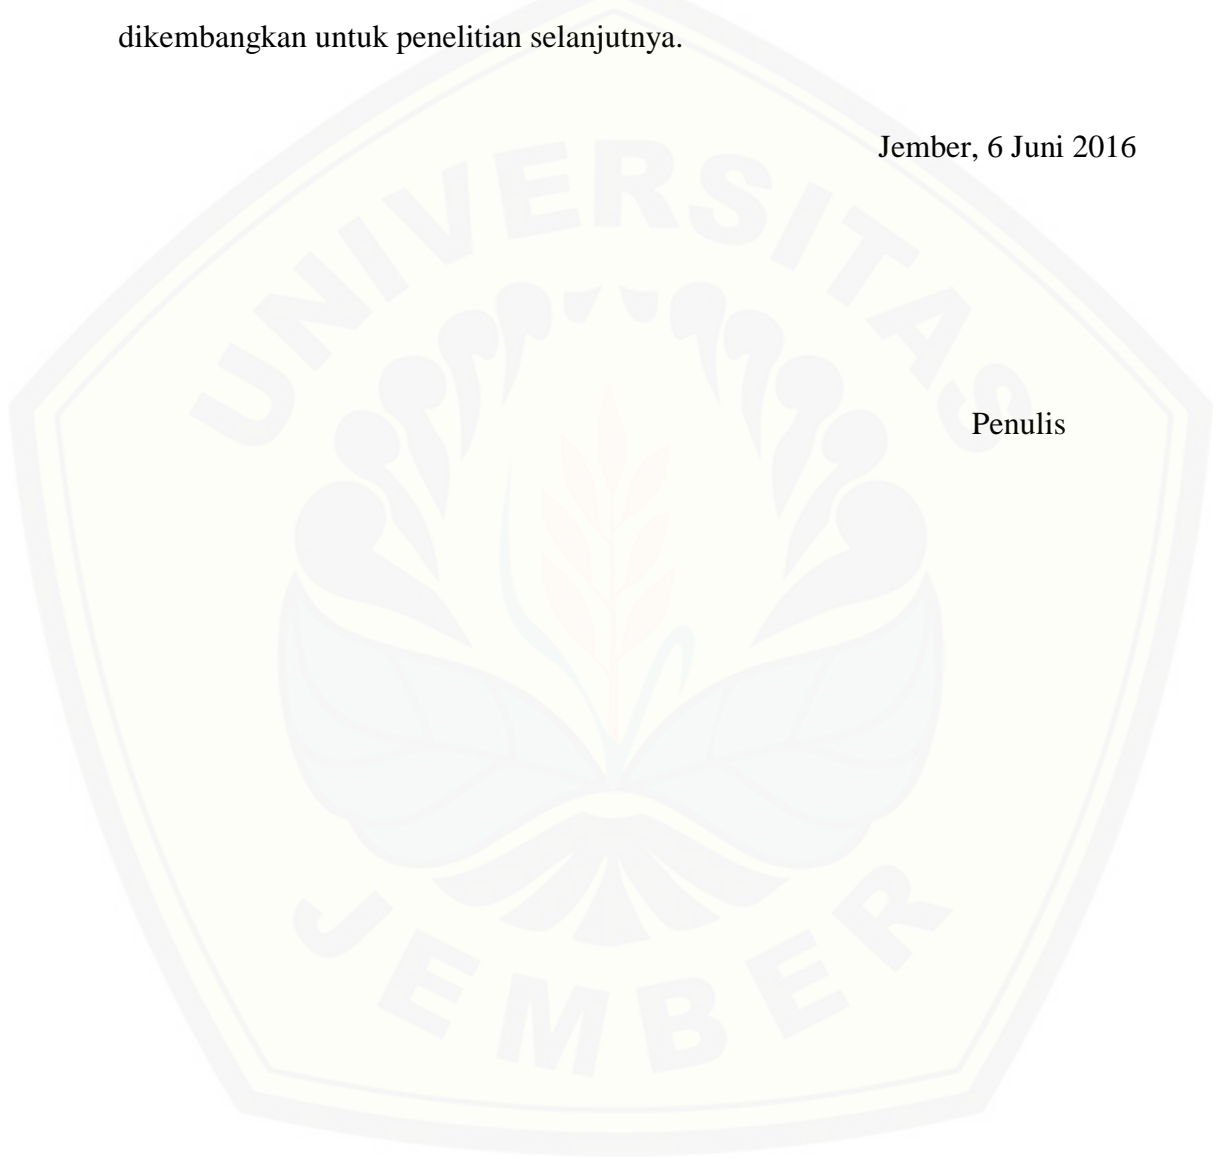 dikembangkan untuk penelitian selanjutnya.
Jember, 6 Juni 2016
UNIVERSITAS
Penulis
JEMBER